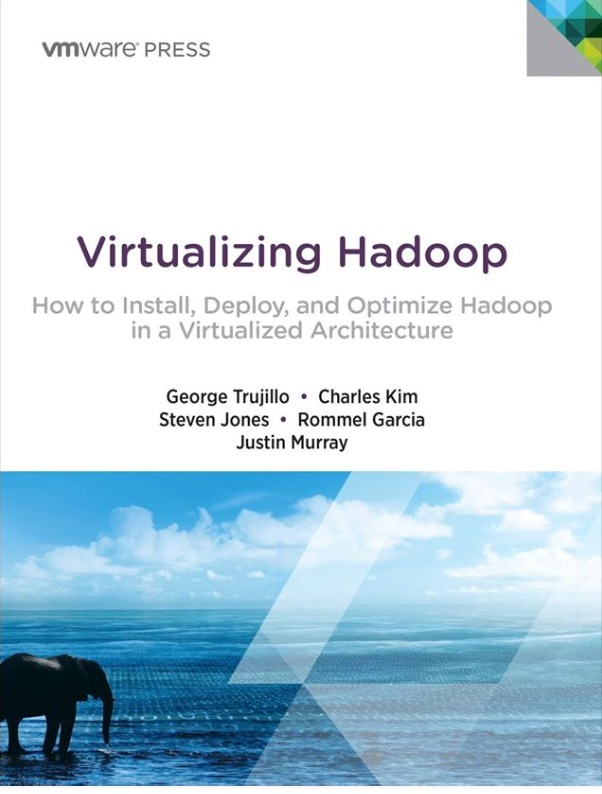 vmware® PRESS
Virtualizing Hadoop
How to Install, Deploy, and Optimize Hadoop
in a Virtualized Architecture
George Trujillo • Charles Kim
Steven Jones • Rommel Garcia
Justin Murray